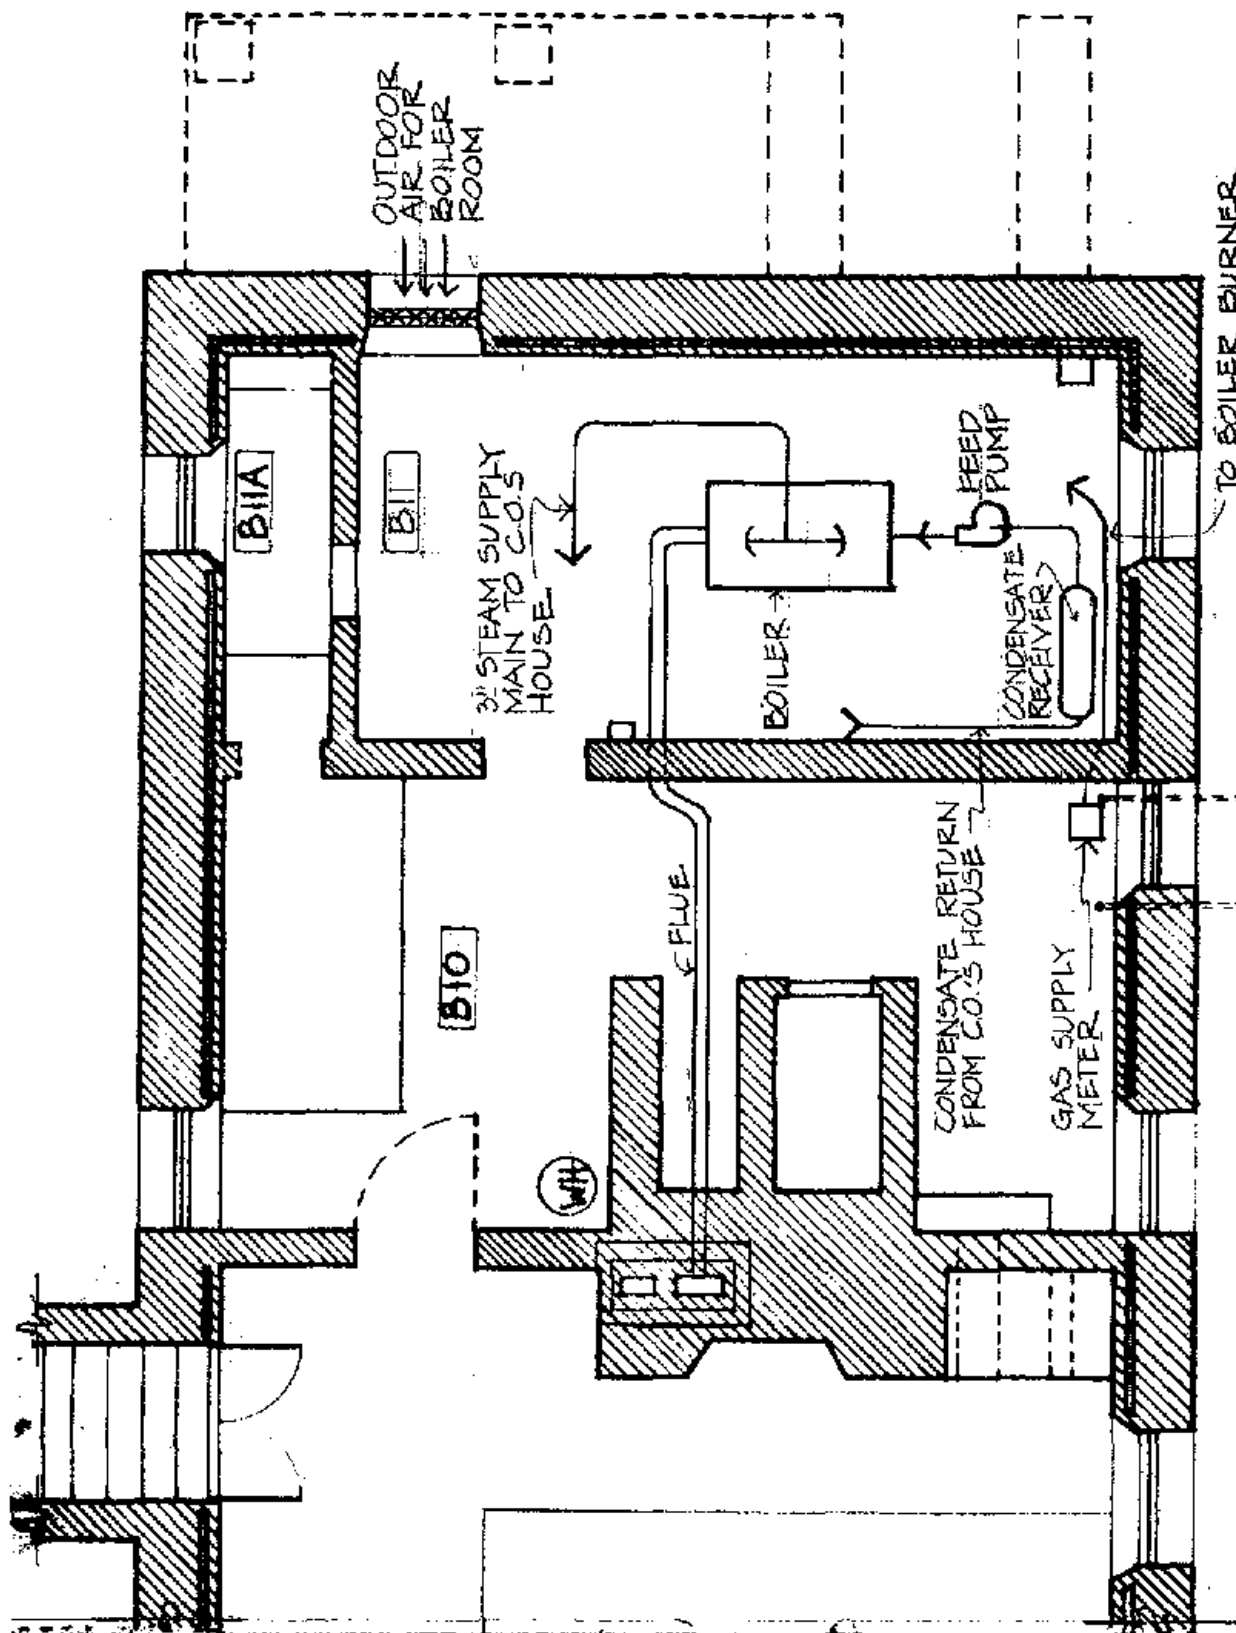 OUTDOOR
AIR FOR
BOILER
ROOM
TO BOILER BURNER
B11A
B11
3" STEAM SUPPLY
MAIN TO C.O.'S
HOUSE
FEED
PUMP
BOILER
CONDENSATE
RECEIVER
FLUE
B10
CONDENSATE RETURN
FROM C.O.'S HOUSE
GAS SUPPLY
METER
WH